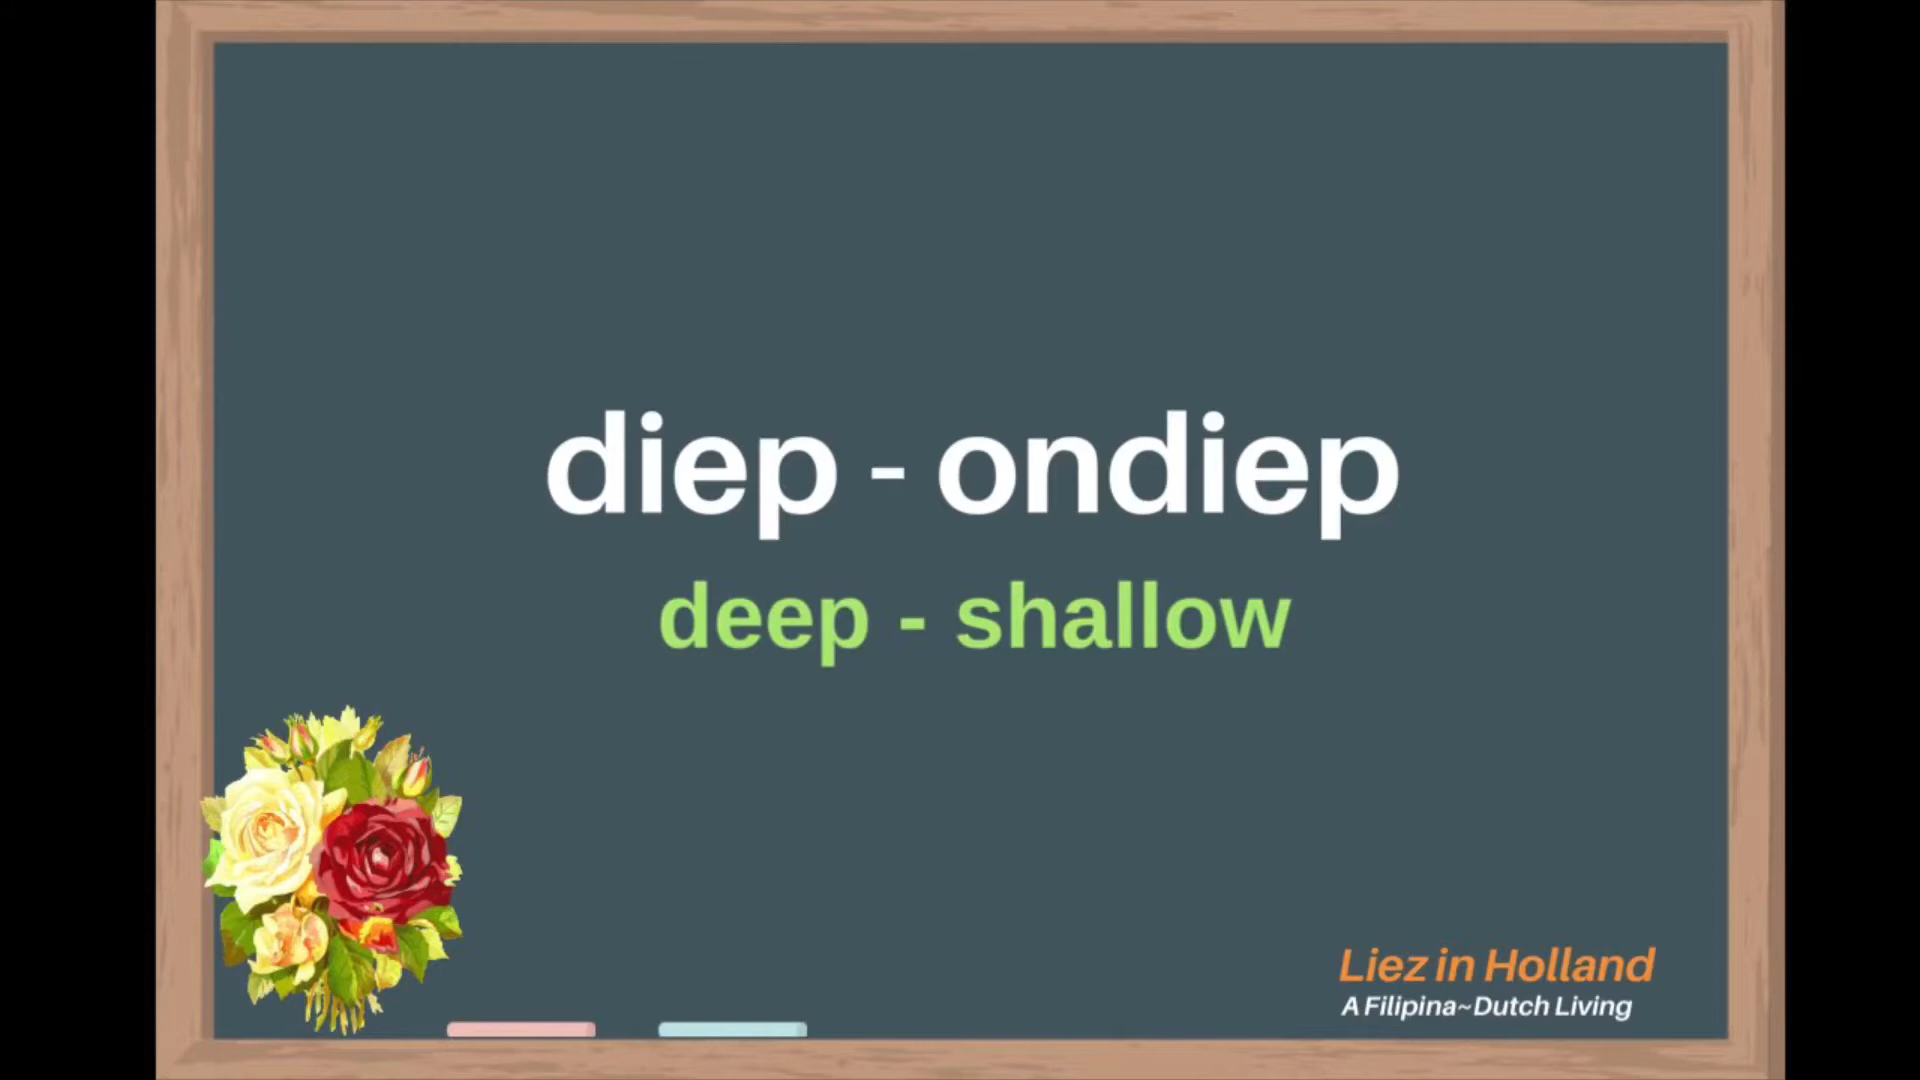 diep - ondiep
deep - shallow
Liez in Holland
A Filipina~Dutch Living